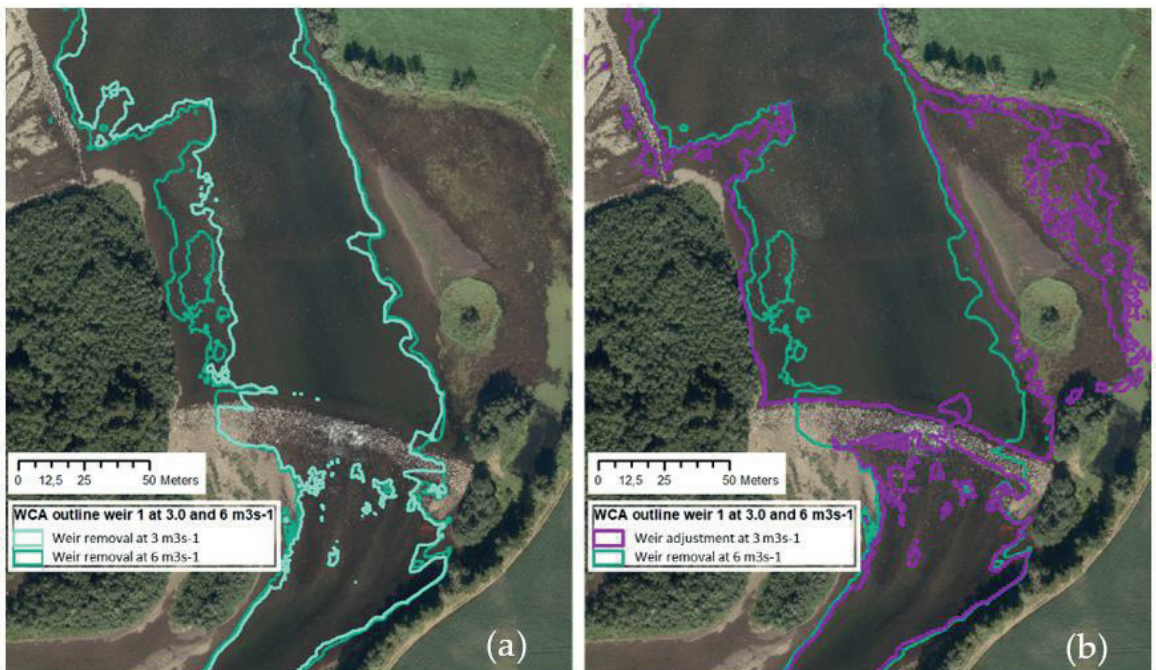 0 12,5 25 50 Meters
WCA outline weir 1 at 3.0 and 6 m3s-1
Weir removal at 3 m3s-1
Weir removal at 6 m3s-1
(a)
0 12,5 25 50 Meters
WCA outline weir 1 at 3.0 and 6 m3s-1
Weir adjustment at 3 m3s-1
Weir removal at 6 m3s-1
(b)